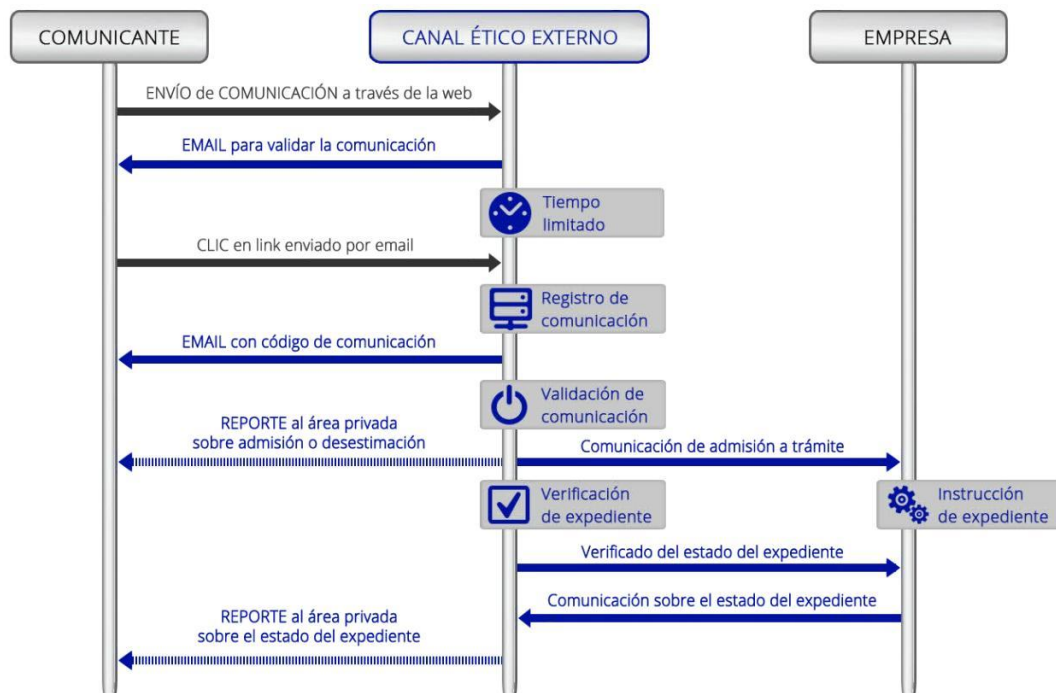 COMUNICANTE
CANAL ÉTICO EXTERNO
EMPRESA
ENVÍO de COMUNICACIÓN a través de la web
EMAIL para validar la comunicación
Tiempo
limitado
CLIC en link enviado por email
Registro de
comunicación
EMAIL con código de comunicación
Validación de
comunicación
REPORTE al área privada
sobre admisión o desestimación
Comunicación de admisión a trámite
Verificación
de expediente
Instrucción
de expediente
Verificado del estado del expediente
Comunicación sobre el estado del expediente
REPORTE al área privada
sobre el estado del expediente